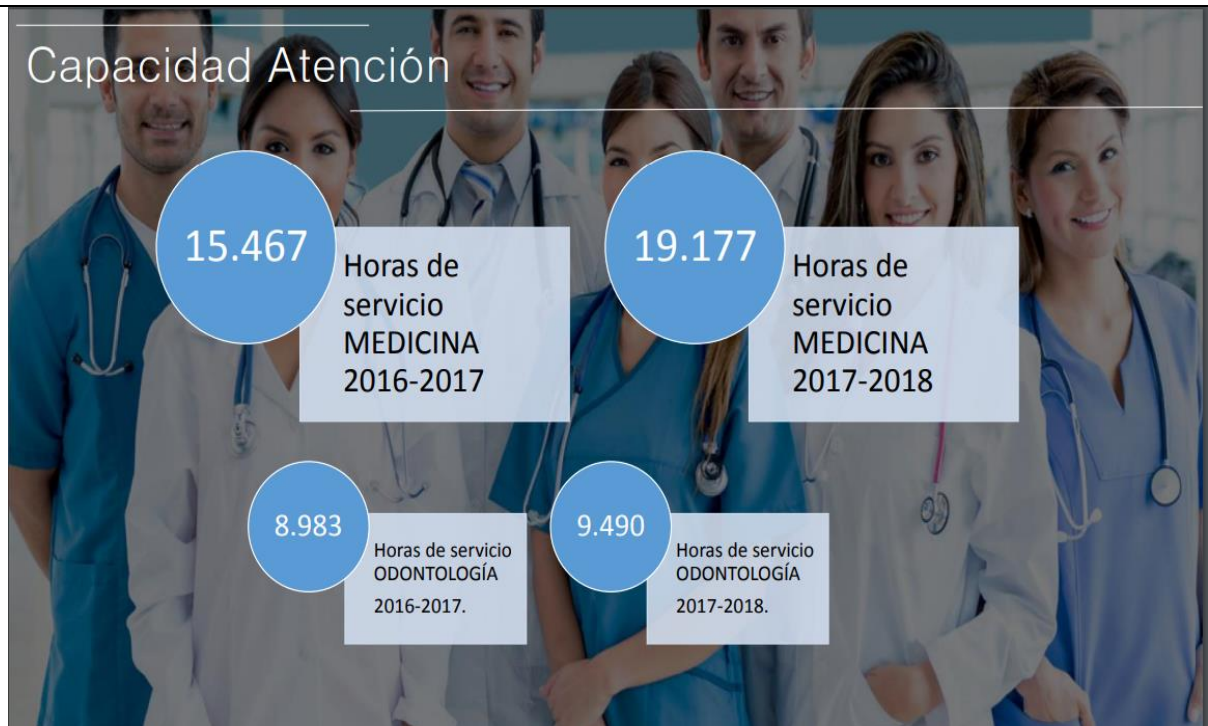 Capacidad Atención
15.467
Horas de
servicio
MEDICINA
2016-2017
19.177
Horas de
servicio
MEDICINA
2017-2018
8.983
Horas de servicio
ODONTOLOGÍA
2016-2017.
9.490
Horas de servicio
ODONTOLOGÍA
2017-2018.